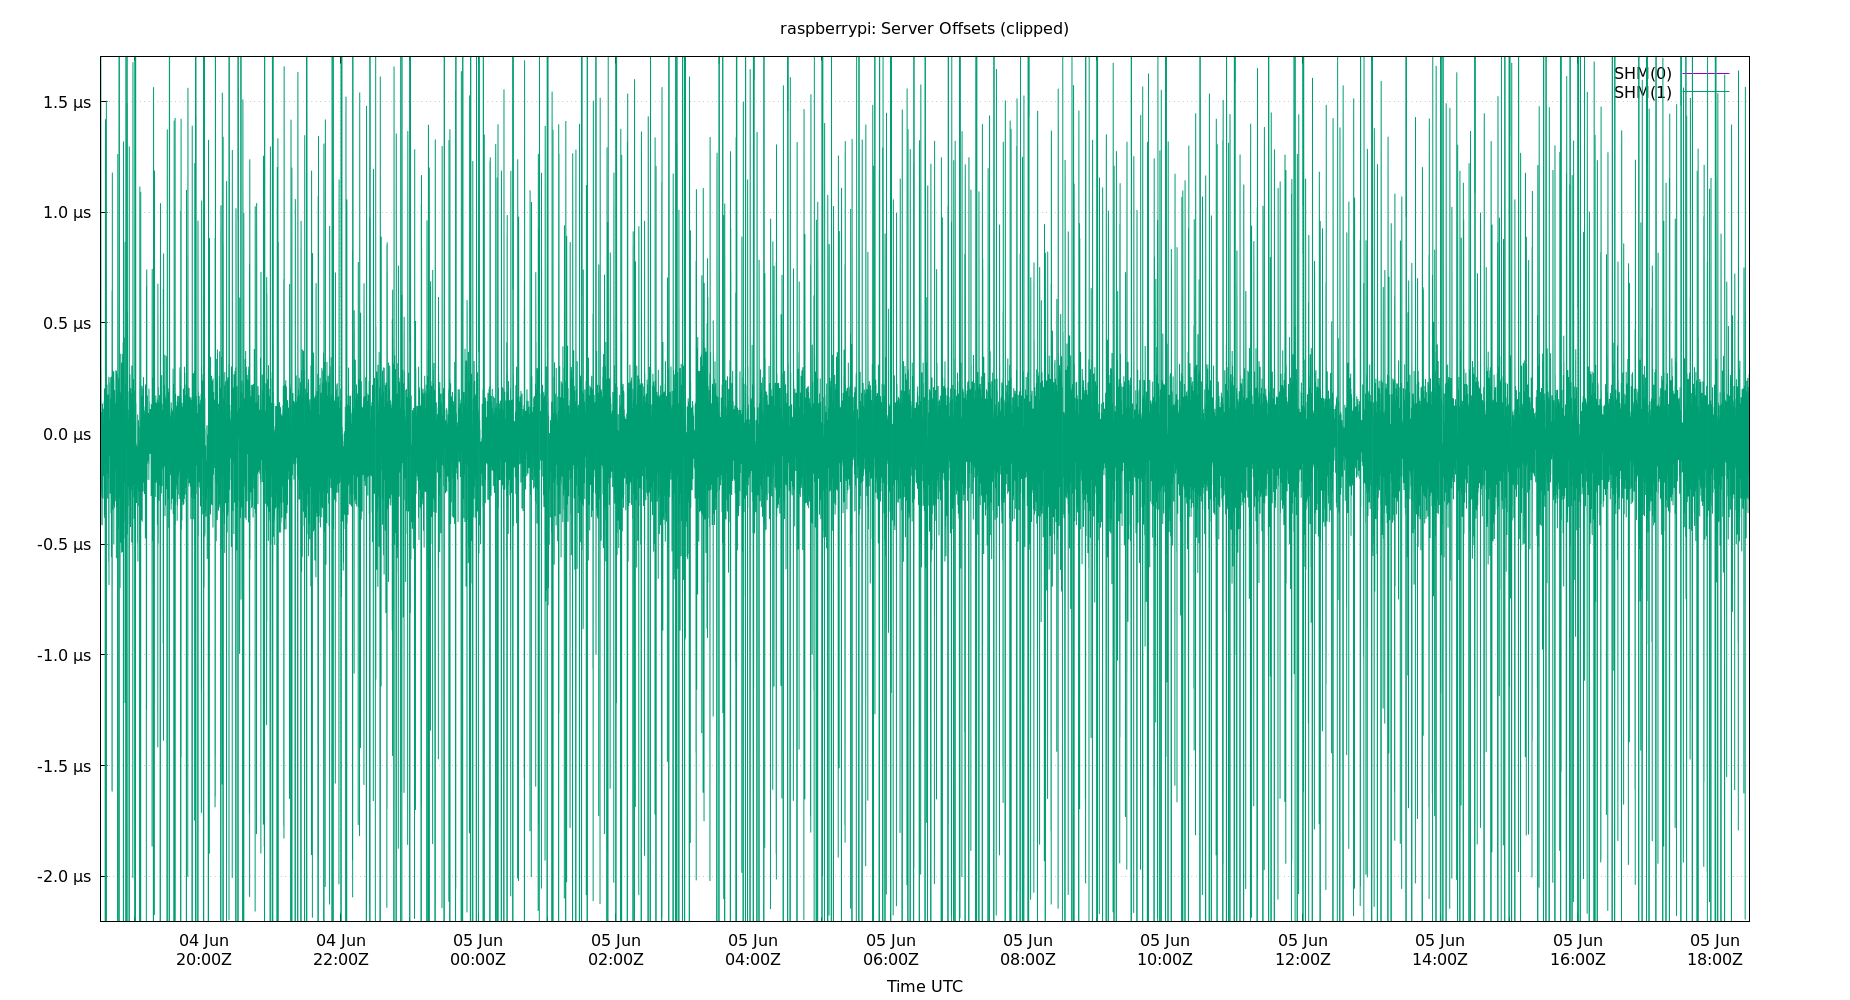 raspberrypi: Server Offsets (clipped)
SHM(0)
SHM(1)
1.5 µs
1.0 µs
0.5 µs
0.0 µs
-0.5 µs
-1.0 µs
-1.5 µs
-2.0 µs
04 Jun 04 Jun 05 Jun 05 Jun 05 Jun 05 Jun 05 Jun 05 Jun 05 Jun 05 Jun 05 Jun 05 Jun
20:00Z 22:00Z 00:00Z 02:00Z 04:00Z 06:00Z 08:00Z 10:00Z 12:00Z 14:00Z 16:00Z 18:00Z
Time UTC